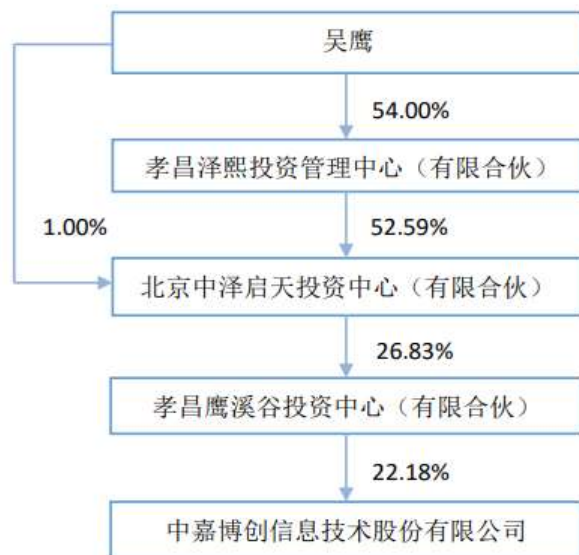 吴鹰
54.00%
孝昌泽熙投资管理中心（有限合伙）
1.00%
52.59%
北京中泽启天投资中心（有限合伙）
26.83%
孝昌鹰溪谷投资中心（有限合伙）
22.18%
中嘉博创信息技术股份有限公司